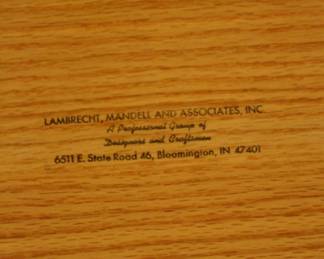 LAMBRECHT, MANDELL AND ASSOCIATES, INC.
A Professional Group of
Designers and Craftsmen
6511 E. State Road 46, Bloomington, IN 47401